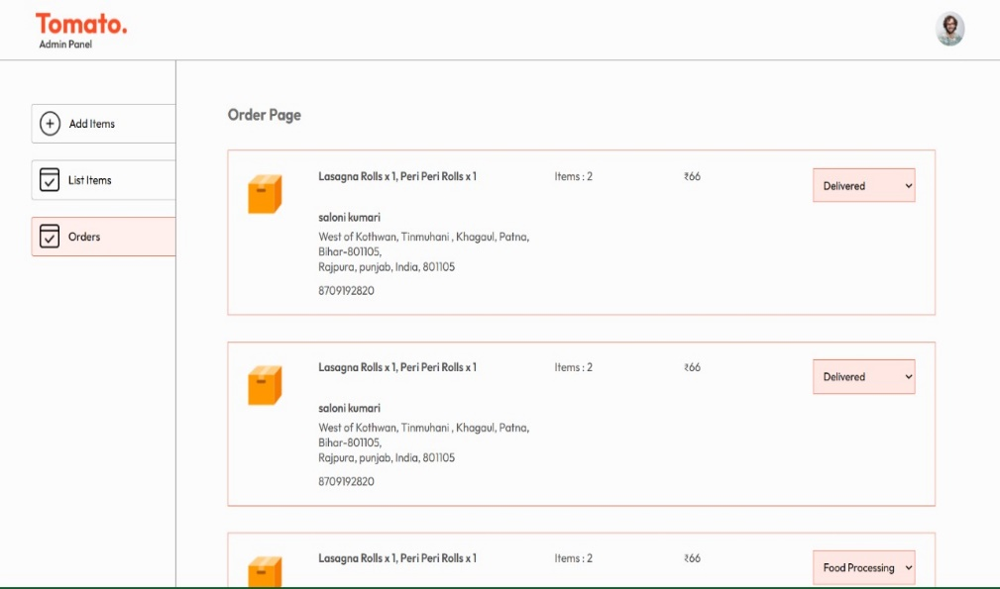 Tomato.
Admin Panel
Add Items
List Items
Orders
Order Page
Lasagna Rolls x 1, Peri Peri Rolls x 1 Items : 2 ₹66 Delivered
saloni kumari
West of Kothwan, Tinmuhani , Khagaul, Patna,
Bihar-801105,
Rajpura, punjab, India, 801105
8709192820
Lasagna Rolls x 1, Peri Peri Rolls x 1 Items : 2 ₹66 Delivered
saloni kumari
West of Kothwan, Tinmuhani , Khagaul, Patna,
Bihar-801105,
Rajpura, punjab, India, 801105
8709192820
Lasagna Rolls x 1, Peri Peri Rolls x 1 Items : 2 ₹66 Food Processing